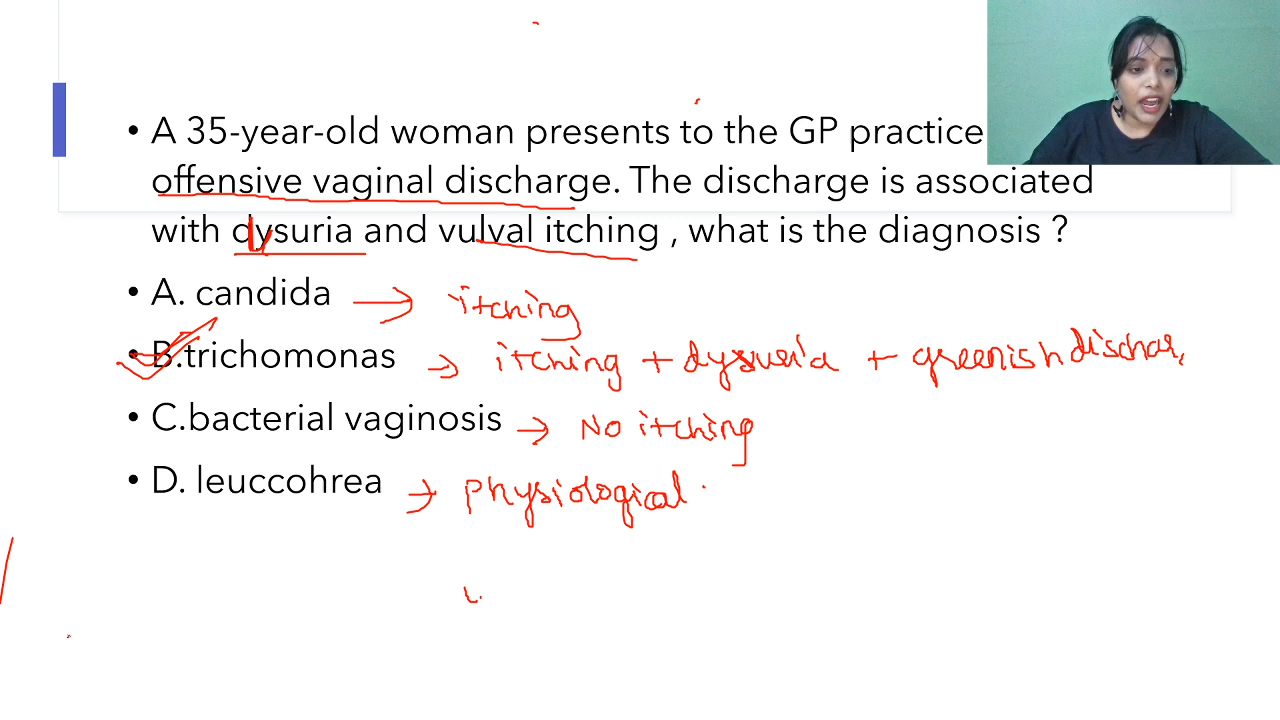 • A 35-year-old woman presents to the GP practice
offensive vaginal discharge. The discharge is associated
with dysuria and vulval itching , what is the diagnosis ?
• A. candida → itching
• B.trichomonas → itching + dysuria + greenish dischar,
• C.bacterial vaginosis → No itching
• D. leuccohrea → physiological